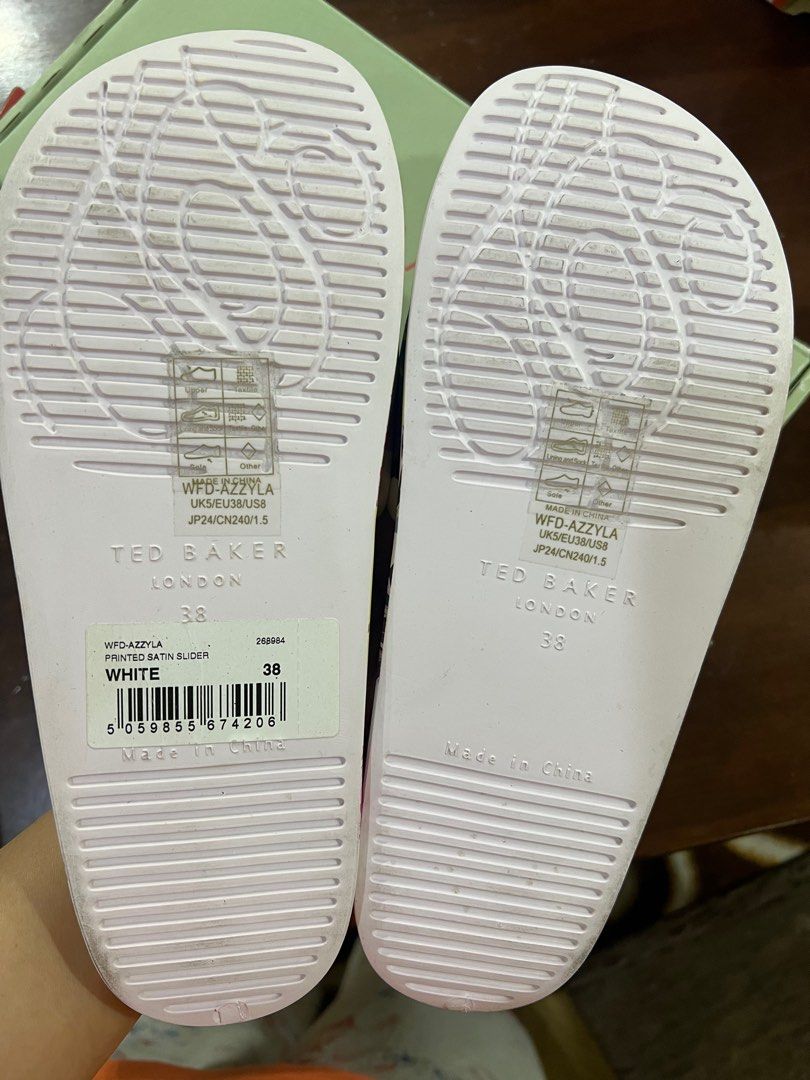 Upper
Textile
Lining and Sock
Textile
Other
Sole
Other
MADE IN CHINA
WFD-AZZYLA
UK5/EU38/US8
JP24/CN240/1.5
TED BAKER
LONDON
38
WFD-AZZYLA 268984
PRINTED SATIN SLIDER
WHITE 38
5 059855 674206
Made in China
Lining and Sock
Sole
Other
MADE IN CHINA
WFD-AZZYLA
UK5/EU38/US8
JP24/CN240/1.5
TED BAKER
LONDON
38
Made in China